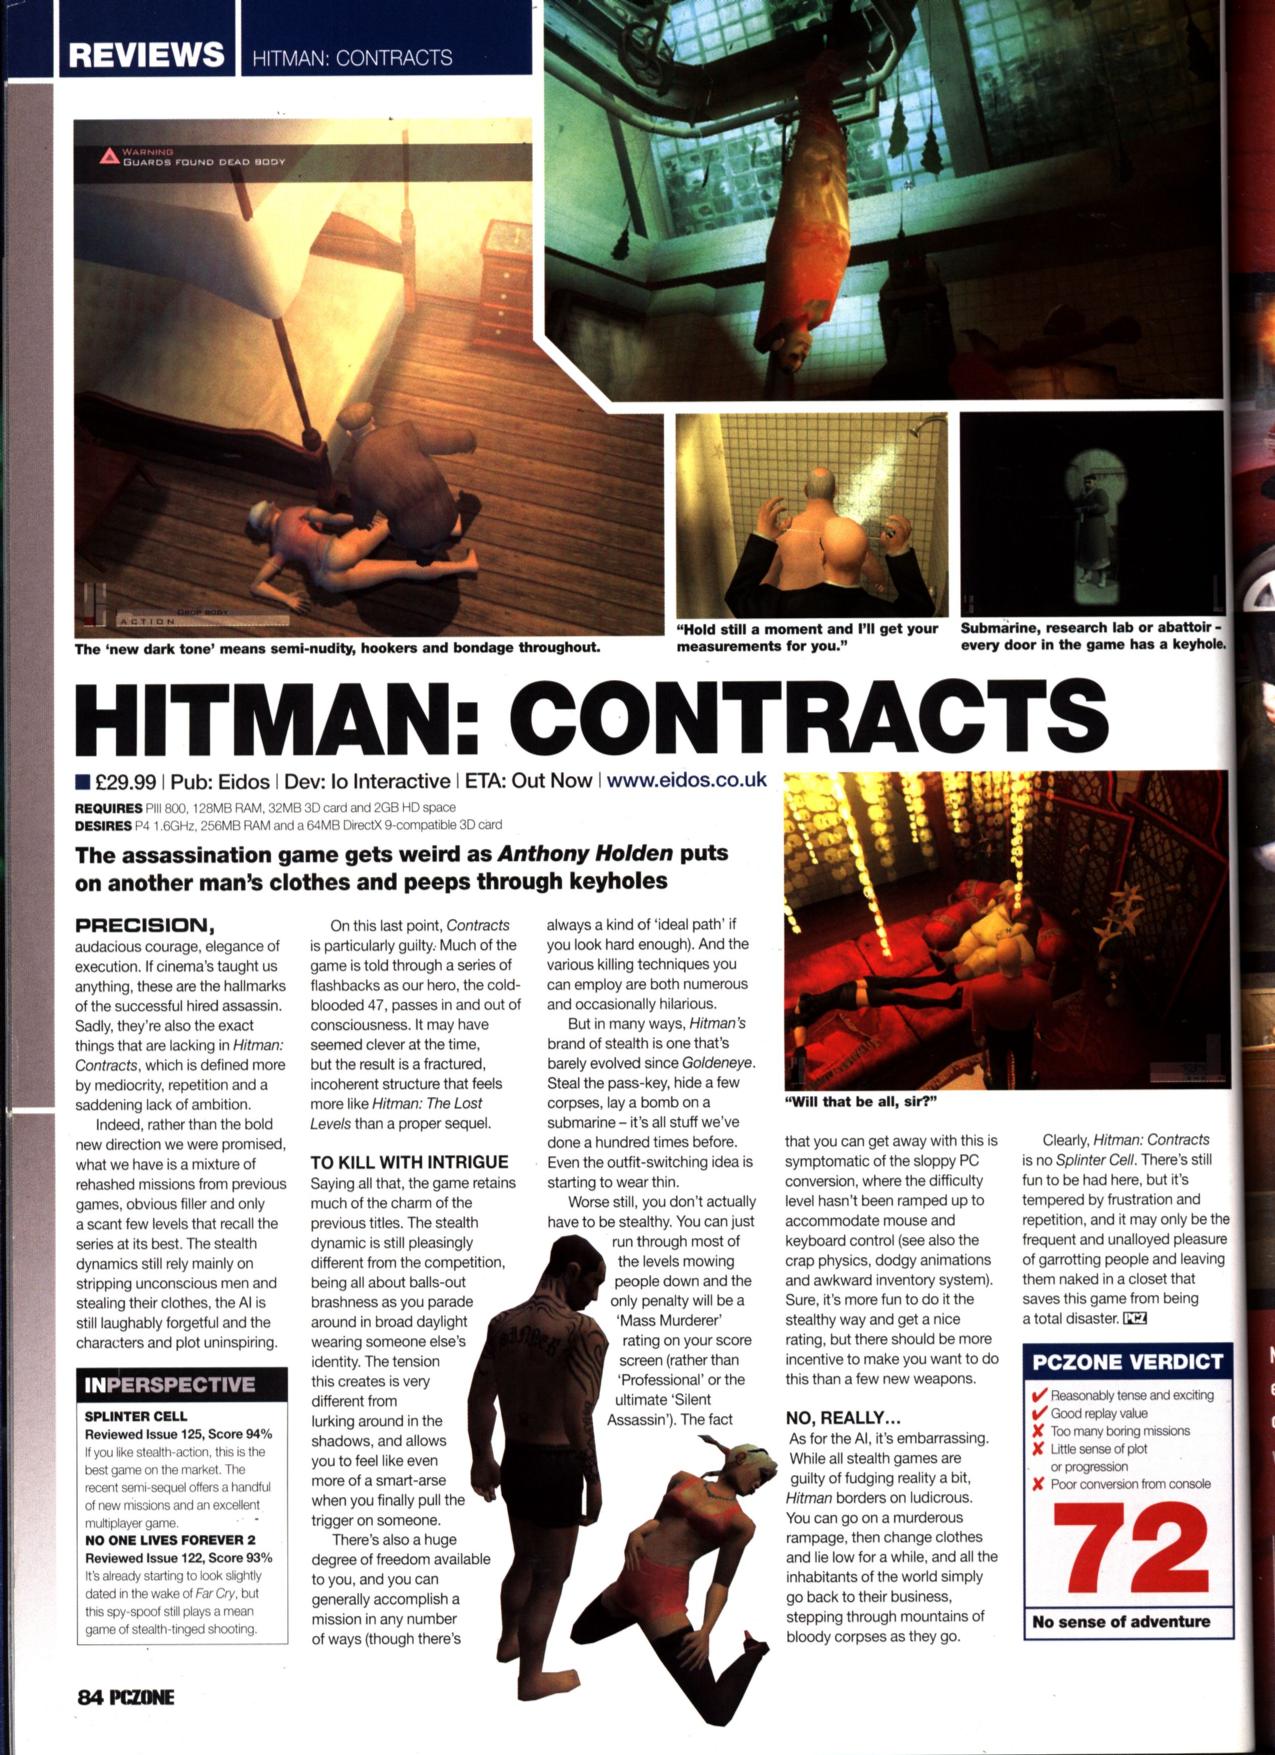 REVIEWS
HITMAN: CONTRACTS
WARNING
GUARDS FOUND DEAD BODY
DROP BODY
ACTION
The ‘new dark tone’ means semi-nudity, hookers and bondage throughout.
“Hold still a moment and I’ll get your
measurements for you.”
Submarine, research lab or abattoir –
every door in the game has a keyhole.
HITMAN: CONTRACTS
£29.99 | Pub: Eidos | Dev: Io Interactive | ETA: Out Now | www.eidos.co.uk
REQUIRES PIII 800, 128MB RAM, 32MB 3D card and 2GB HD space
DESIRES P4 1.6GHz, 256MB RAM and a 64MB DirectX 9-compatible 3D card
The assassination game gets weird as Anthony Holden puts
on another man’s clothes and peeps through keyholes
PRECISION,
audacious courage, elegance of
execution. If cinema’s taught us
anything, these are the hallmarks
of the successful hired assassin.
Sadly, they’re also the exact
things that are lacking in Hitman:
Contracts, which is defined more
by mediocrity, repetition and a
saddening lack of ambition.
Indeed, rather than the bold
new direction we were promised,
what we have is a mixture of
rehashed missions from previous
games, obvious filler and only
a scant few levels that recall the
series at its best. The stealth
dynamics still rely mainly on
stripping unconscious men and
stealing their clothes, the AI is
still laughably forgetful and the
characters and plot uninspiring.
INPERSPECTIVE
SPLINTER CELL
Reviewed Issue 125, Score 94%
If you like stealth-action, this is the
best game on the market. The
recent semi-sequel offers a handful
of new missions and an excellent
multiplayer game.
NO ONE LIVES FOREVER 2
Reviewed Issue 122, Score 93%
It’s already starting to look slightly
dated in the wake of Far Cry, but
this spy-spoof still plays a mean
game of stealth-tinged shooting.
On this last point, Contracts
is particularly guilty. Much of the
game is told through a series of
flashbacks as our hero, the cold-
blooded 47, passes in and out of
consciousness. It may have
seemed clever at the time,
but the result is a fractured,
incoherent structure that feels
more like Hitman: The Lost
Levels than a proper sequel.
TO KILL WITH INTRIGUE
Saying all that, the game retains
much of the charm of the
previous titles. The stealth
dynamic is still pleasingly
different from the competition,
being all about balls-out
brashness as you parade
around in broad daylight
wearing someone else’s
identity. The tension
this creates is very
different from
lurking around in the
shadows, and allows
you to feel like even
more of a smart-arse
when you finally pull the
trigger on someone.
There’s also a huge
degree of freedom available
to you, and you can
generally accomplish a
mission in any number
of ways (though there’s
always a kind of ‘ideal path’ if
you look hard enough). And the
various killing techniques you
can employ are both numerous
and occasionally hilarious.
But in many ways, Hitman’s
brand of stealth is one that’s
barely evolved since Goldeneye.
Steal the pass-key, hide a few
corpses, lay a bomb on a
submarine – it’s all stuff we’ve
done a hundred times before.
Even the outfit-switching idea is
starting to wear thin.
Worse still, you don’t actually
have to be stealthy. You can just
run through most of
the levels mowing
people down and the
only penalty will be a
‘Mass Murderer’
rating on your score
screen (rather than
‘Professional’ or the
ultimate ‘Silent
Assassin’). The fact
“Will that be all, sir?”
that you can get away with this is
symptomatic of the sloppy PC
conversion, where the difficulty
level hasn’t been ramped up to
accommodate mouse and
keyboard control (see also the
crap physics, dodgy animations
and awkward inventory system).
Sure, it’s more fun to do it the
stealthy way and get a nice
rating, but there should be more
incentive to make you want to do
this than a few new weapons.
NO, REALLY...
As for the AI, it’s embarrassing.
While all stealth games are
guilty of fudging reality a bit,
Hitman borders on ludicrous.
You can go on a murderous
rampage, then change clothes
and lie low for a while, and all the
inhabitants of the world simply
go back to their business,
stepping through mountains of
bloody corpses as they go.
Clearly, Hitman: Contracts
is no Splinter Cell. There’s still
fun to be had here, but it’s
tempered by frustration and
repetition, and it may only be the
frequent and unalloyed pleasure
of garrotting people and leaving
them naked in a closet that
saves this game from being
a total disaster. PCZ
PCZONE VERDICT
Reasonably tense and exciting
Good replay value
Too many boring missions
Little sense of plot
or progression
Poor conversion from console
72
No sense of adventure
84 PCZONE